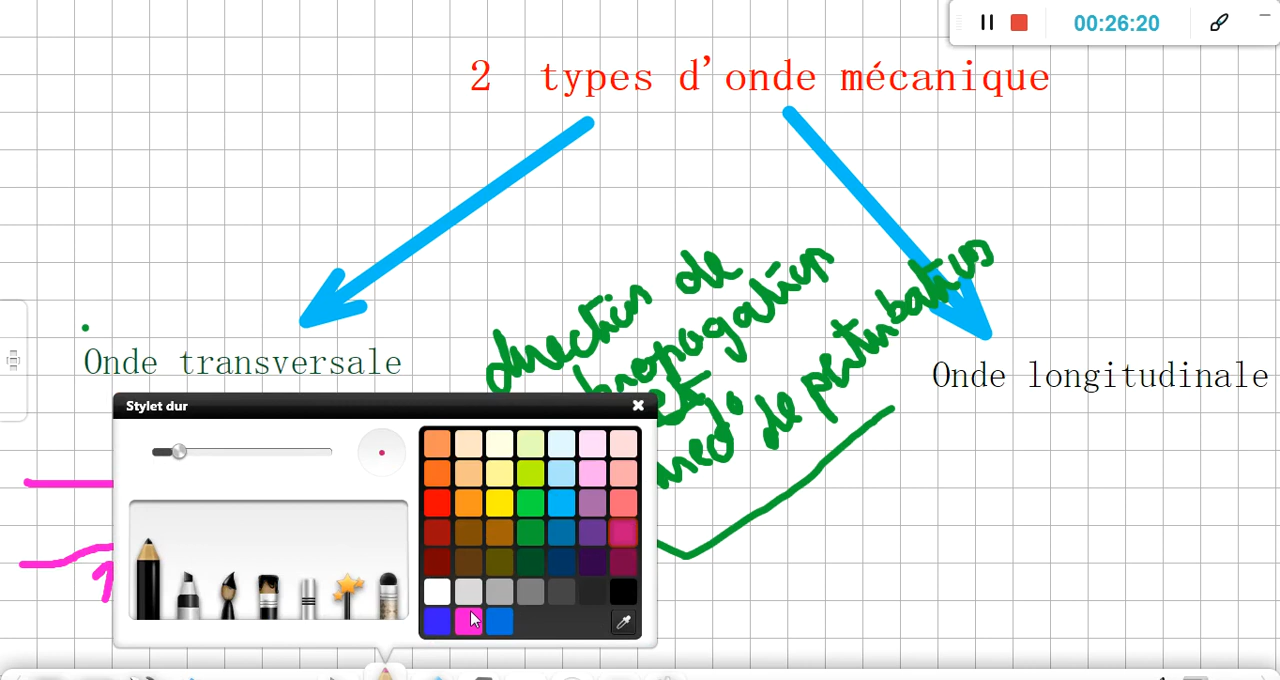 00:26:20
2 types d'onde mécanique
direction de
propagation
et
de perturbation
Onde transversale
Onde longitudinale
Stylet dur